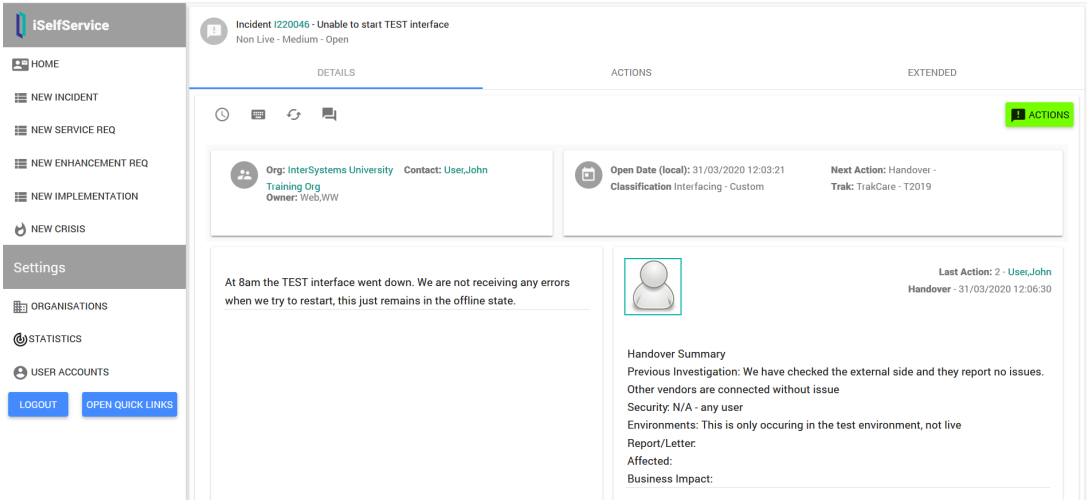 iSelfService
HOME
NEW INCIDENT
NEW SERVICE REQ
NEW ENHANCEMENT REQ
NEW IMPLEMENTATION
NEW CRISIS
Settings
ORGANISATIONS
STATISTICS
USER ACCOUNTS
LOGOUT OPEN QUICK LINKS
Incident I220046 - Unable to start TEST interface
Non Live - Medium - Open
DETAILS ACTIONS EXTENDED
ACTIONS
Org: InterSystems University Contact: User,John
Training Org
Owner: Web,WW
Open Date (local): 31/03/2020 12:03:21 Next Action: Handover -
Classification Interfacing - Custom Trak: TrakCare - T2019
At 8am the TEST interface went down. We are not receiving any errors
when we try to restart, this just remains in the offline state.
Last Action: 2 - User,John
Handover - 31/03/2020 12:06:30
Handover Summary
Previous Investigation: We have checked the external side and they report no issues.
Other vendors are connected without issue
Security: N/A - any user
Environments: This is only occuring in the test environment, not live
Report/Letter:
Affected:
Business Impact: